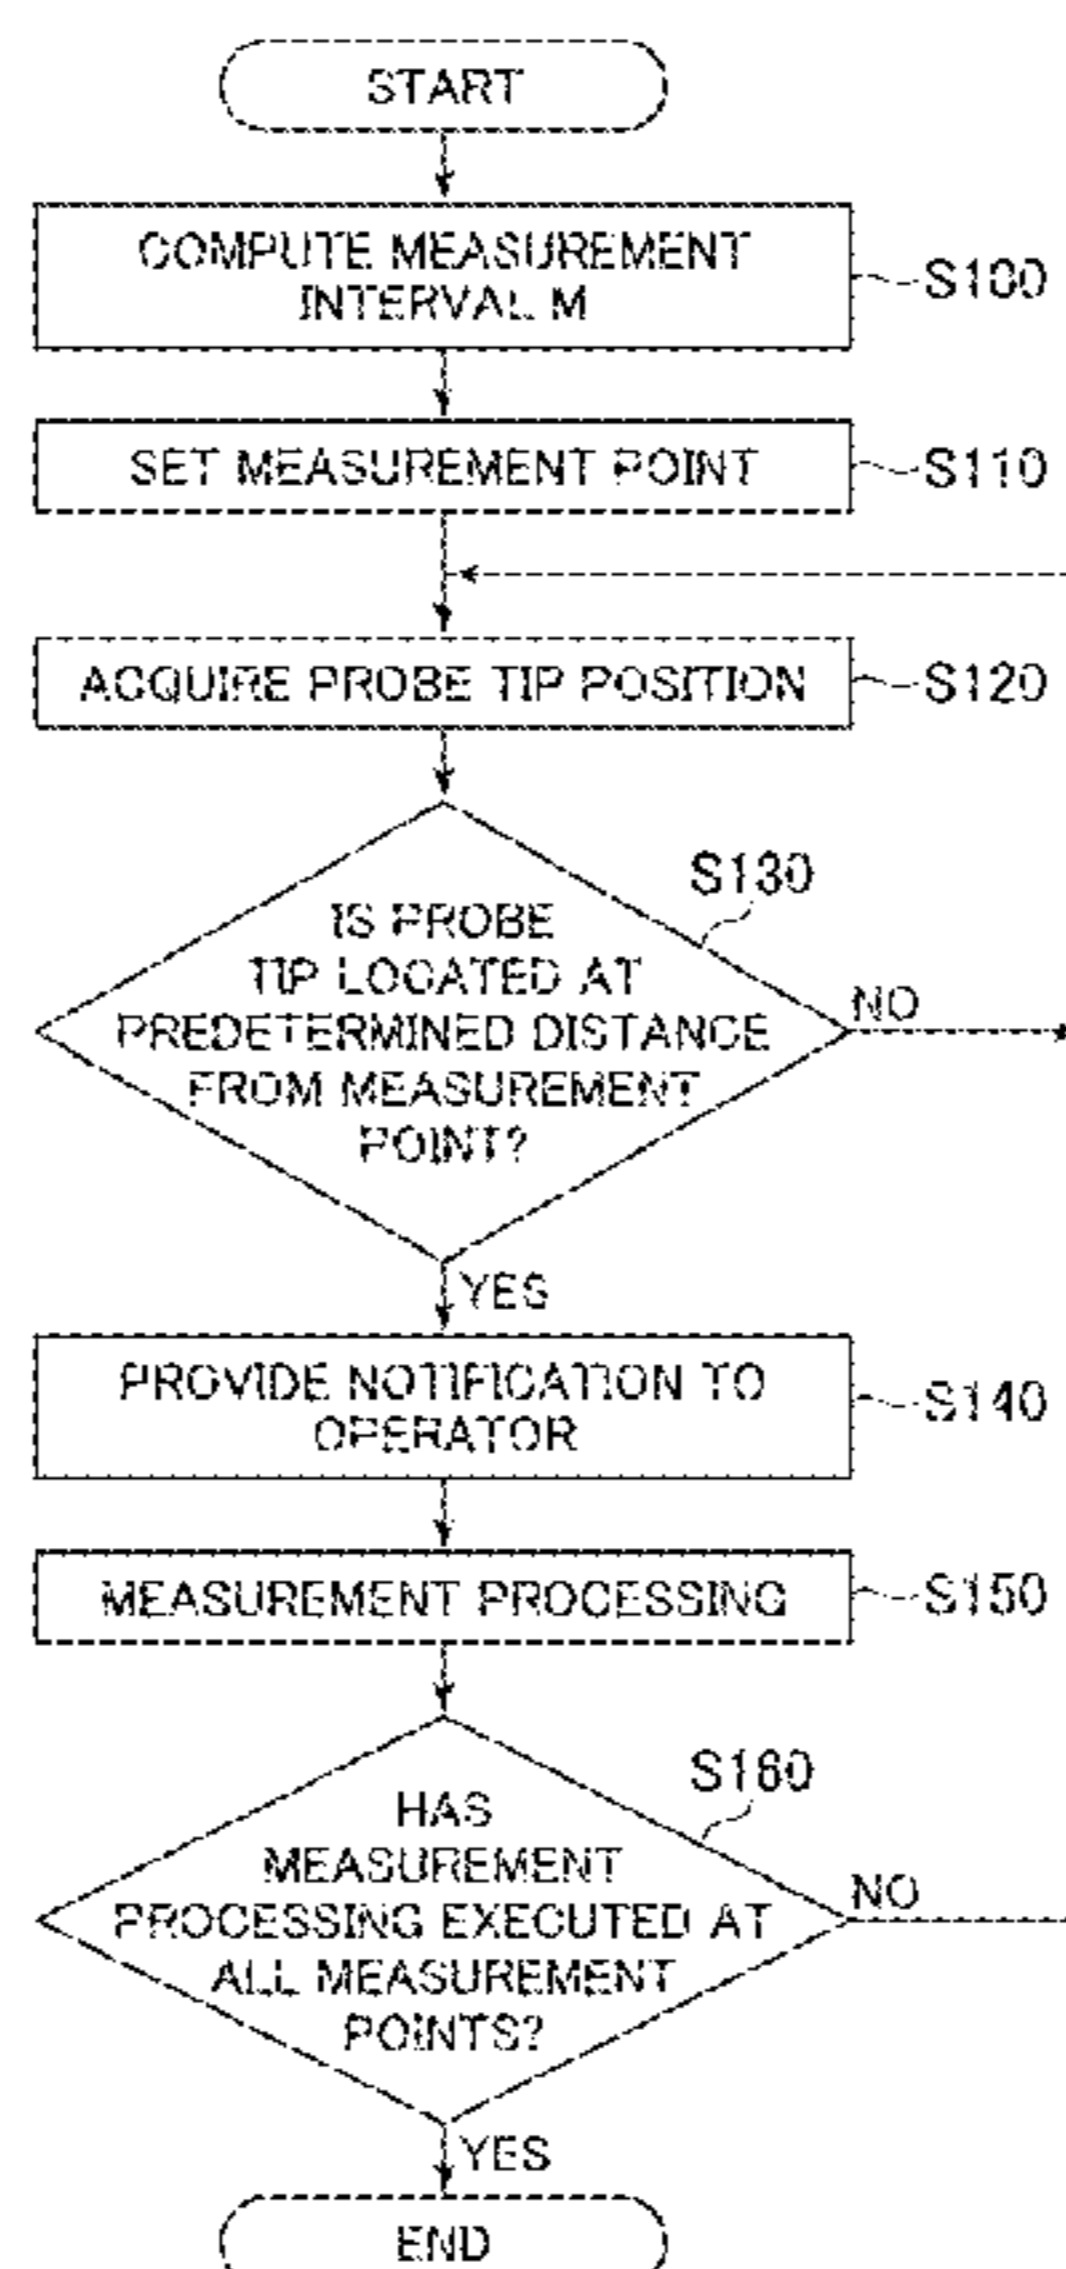 START
COMPUTE MEASUREMENT
INTERVAL M
S100
SET MEASUREMENT POINT
S110
ACQUIRE PROBE TIP POSITION
S120
S130
IS PROBE
TIP LOCATED AT
PREDETERMINED DISTANCE
FROM MEASUREMENT
POINT?
NO
YES
PROVIDE NOTIFICATION TO
OPERATOR
S140
MEASUREMENT PROCESSING
S150
S160
HAS
MEASUREMENT
PROCESSING EXECUTED AT
ALL MEASUREMENT
POINTS?
NO
YES
END